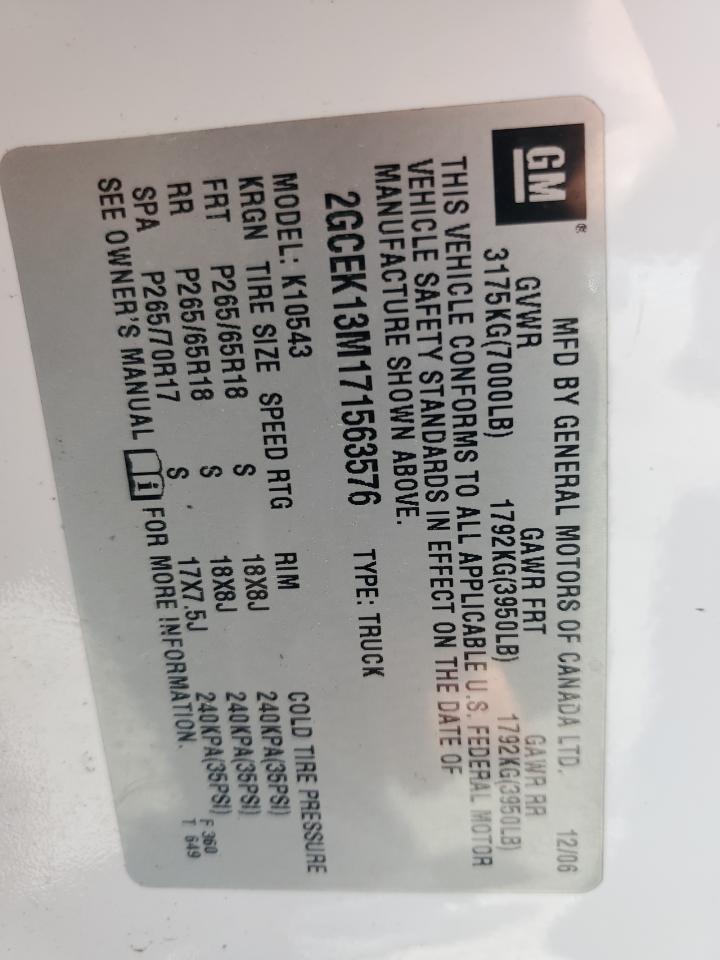 GM®
MFD BY GENERAL MOTORS OF CANADA LTD. 12/06
GVWR GAWR FRT GAWR RR
3175KG(7000LB) 1792KG(3950LB) 1792KG(3950LB)
THIS VEHICLE CONFORMS TO ALL APPLICABLE U.S. FEDERAL MOTOR
VEHICLE SAFETY STANDARDS IN EFFECT ON THE DATE OF
MANUFACTURE SHOWN ABOVE.
2GCEK13M171563576 TYPE: TRUCK
MODEL: K10543
KRGN TIRE SIZE SPEED RTG RIM COLD TIRE PRESSURE
FRT P265/65R18 S 18X8J 240KPA(35PSI)
RR P265/65R18 S 18X8J 240KPA(35PSI)
SPA P265/70R17 S 17X7.5J 240KPA(35PSI)
SEE OWNER'S MANUAL i FOR MORE INFORMATION.
F 360
T 649